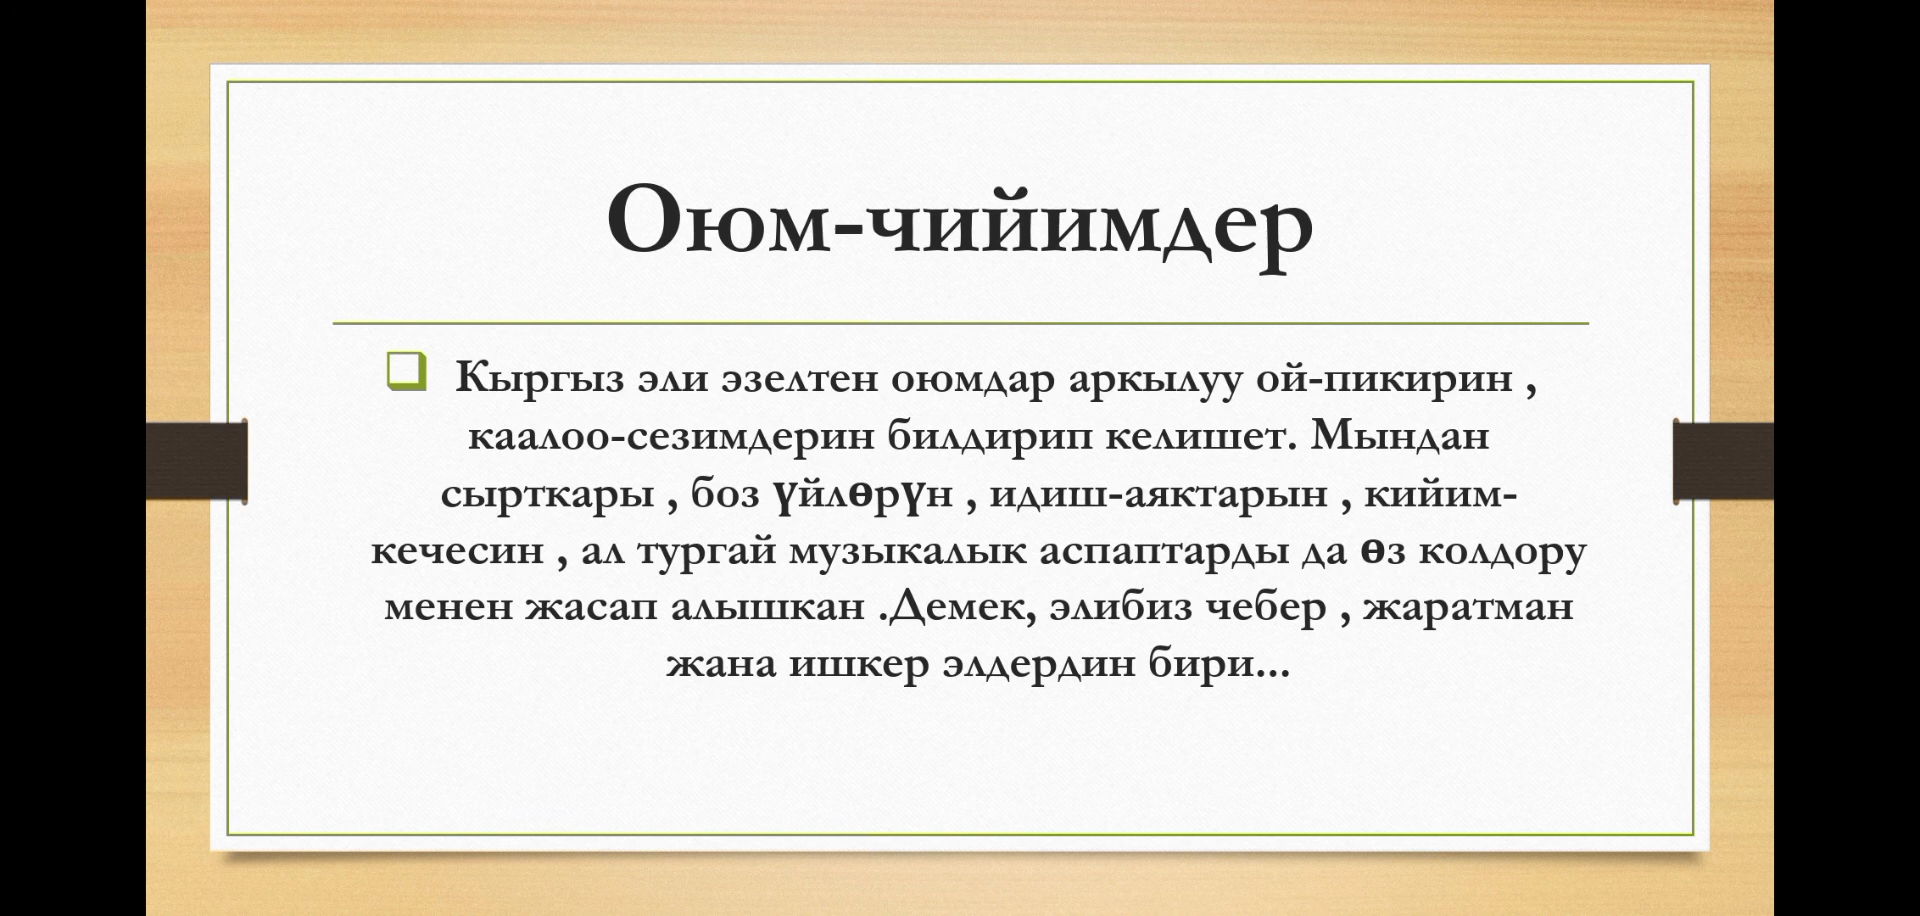 Оюм-чийимдер
Кыргыз эли эзелтен оюмдар аркылуу ой-пикирин ,
каалоо-сезимдерин билдирип келишет. Мындан
сырткары , боз үйлөрүн , идиш-аяктарын , кийим-
кечесин , ал тургай музыкалык аспаптарды да өз колдору
менен жасап алышкан .Демек, элибиз чебер , жаратман
жана ишкер элдердин бири...